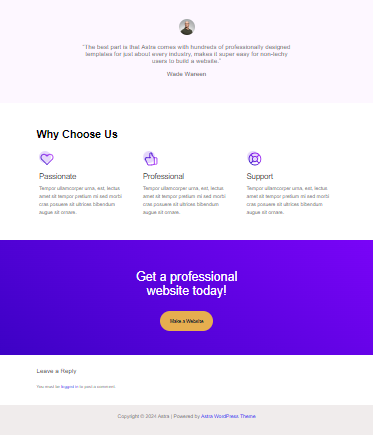 "The best part is that Astra comes with hundreds of professionally designed
templates for just about every industry, makes it super easy for non-techy
users to build a website."
Wade Warren
Why Choose Us
Passionate
Professional
Support
Tempor ullamcorper urna, est, lectus
amet sit tempor pretium mi sed morbi
cras posuere sit ultrices bibendum
augue sit ornare.
Tempor ullamcorper urna, est, lectus
amet sit tempor pretium mi sed morbi
cras posuere sit ultrices bibendum
augue sit ornare.
Tempor ullamcorper urna, est, lectus
amet sit tempor pretium mi sed morbi
cras posuere sit ultrices bibendum
augue sit ornare.
Get a professional
website today!
Make a Website
Leave a Reply
You must be logged in to post a comment.
Copyright © 2024 Astra | Powered by Astra WordPress Theme